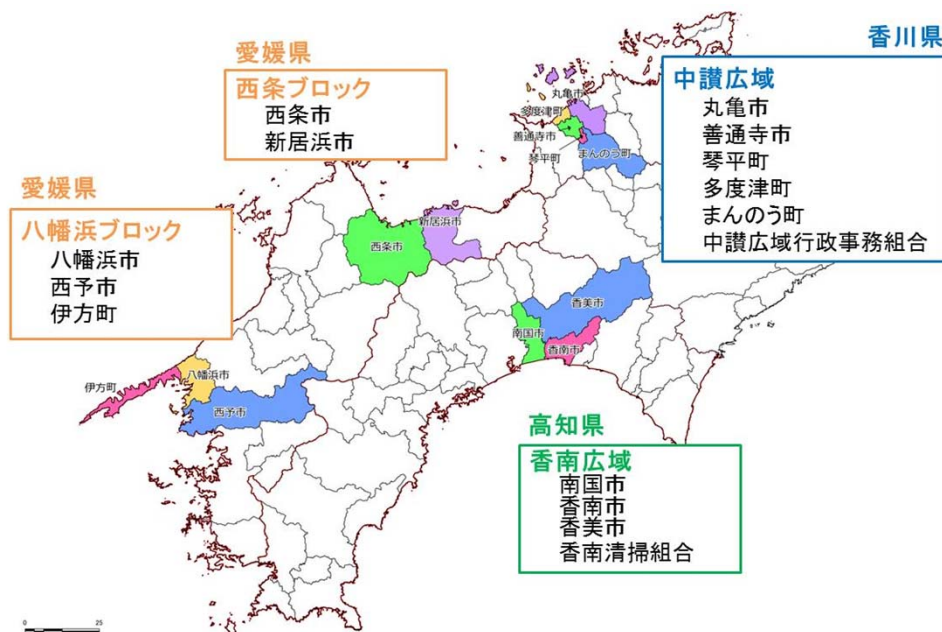 愛媛県
西条ブロック
西条市
新居浜市
香川県
中讃広域
丸亀市
善通寺市
琴平町
多度津町
まんのう町
中讃広域行政事務組合
愛媛県
八幡浜ブロック
八幡浜市
西予市
伊方町
丸亀市
多度津町
善通寺市
琴平町
まんのう町
新居浜市
西条市
香美市
南国市
香南市
八幡浜市
伊方町
西予市
高知県
香南広域
南国市
香南市
香美市
香南清掃組合
0 25